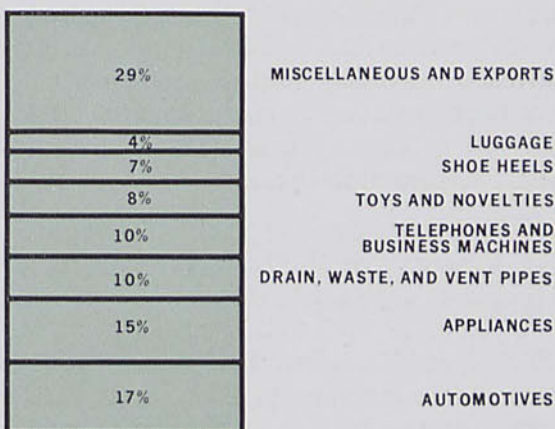 29% MISCELLANEOUS AND EXPORTS
4% LUGGAGE
7% SHOE HEELS
8% TOYS AND NOVELTIES
10% TELEPHONES AND
BUSINESS MACHINES
10% DRAIN, WASTE, AND VENT PIPES
15% APPLIANCES
17% AUTOMOTIVES